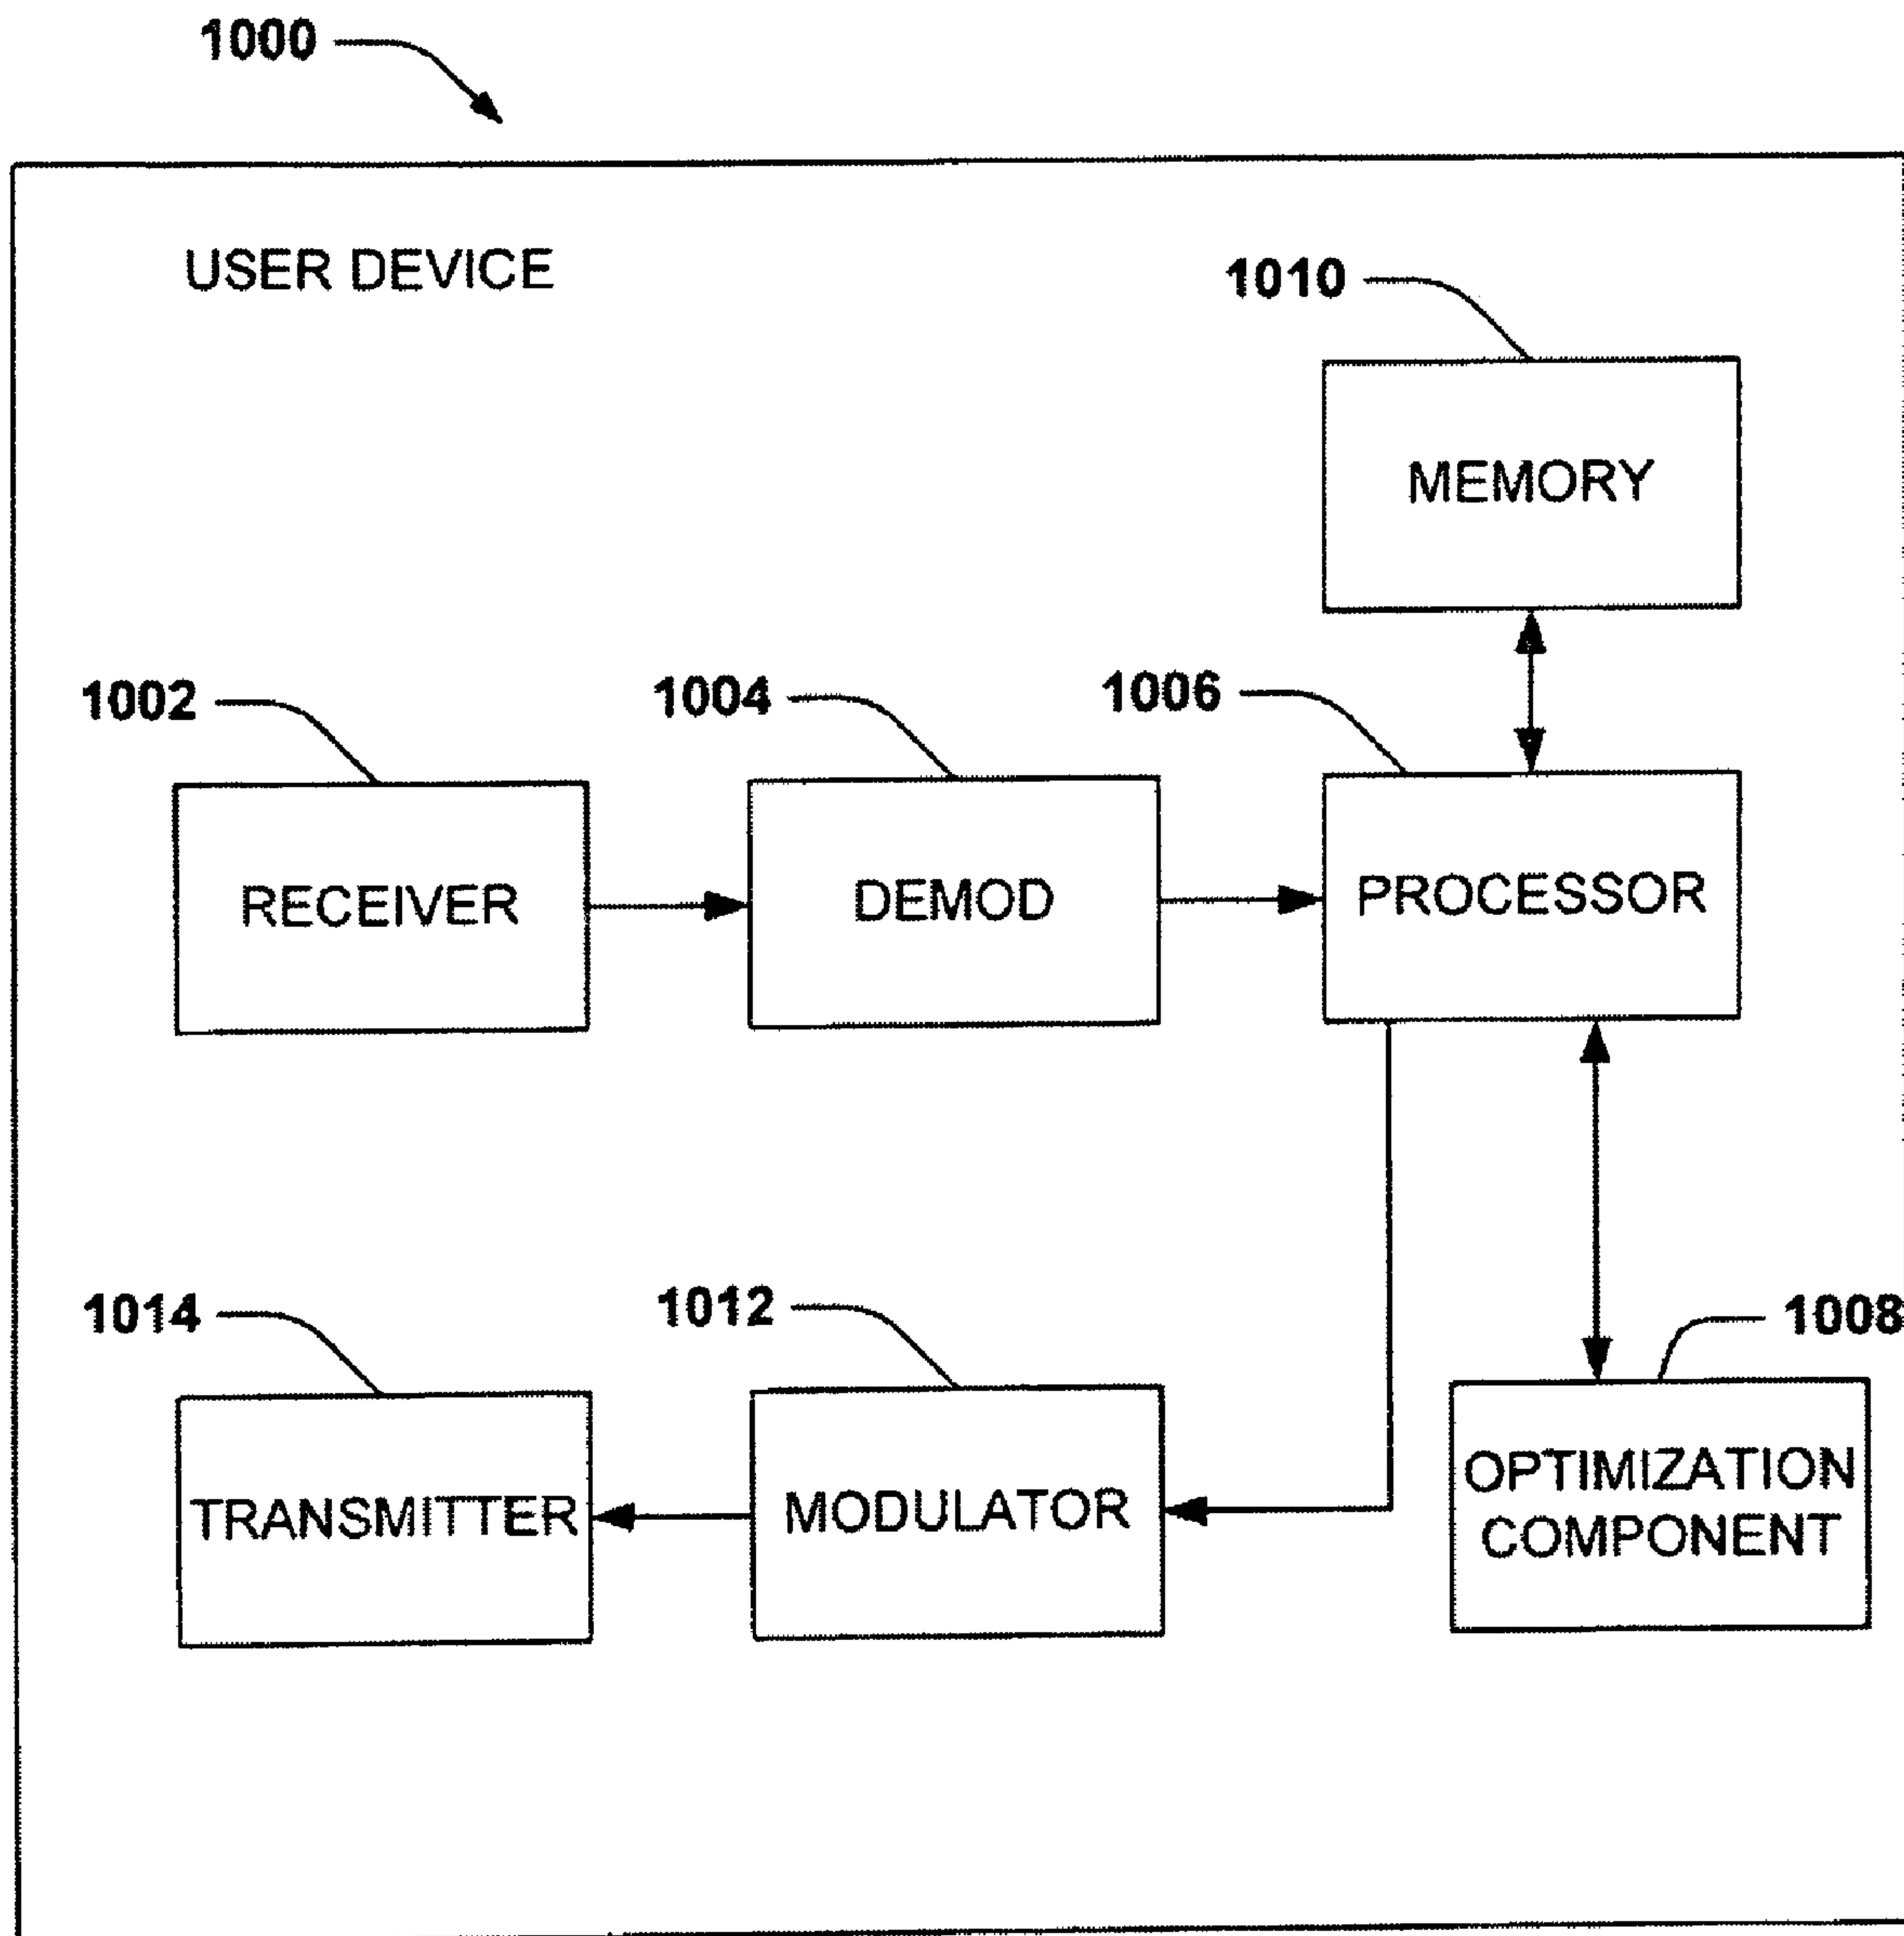 1000
USER DEVICE
1010
MEMORY
1002
1004
1006
RECEIVER
DEMOD
PROCESSOR
1014
1012
1008
TRANSMITTER
MODULATOR
OPTIMIZATION
COMPONENT